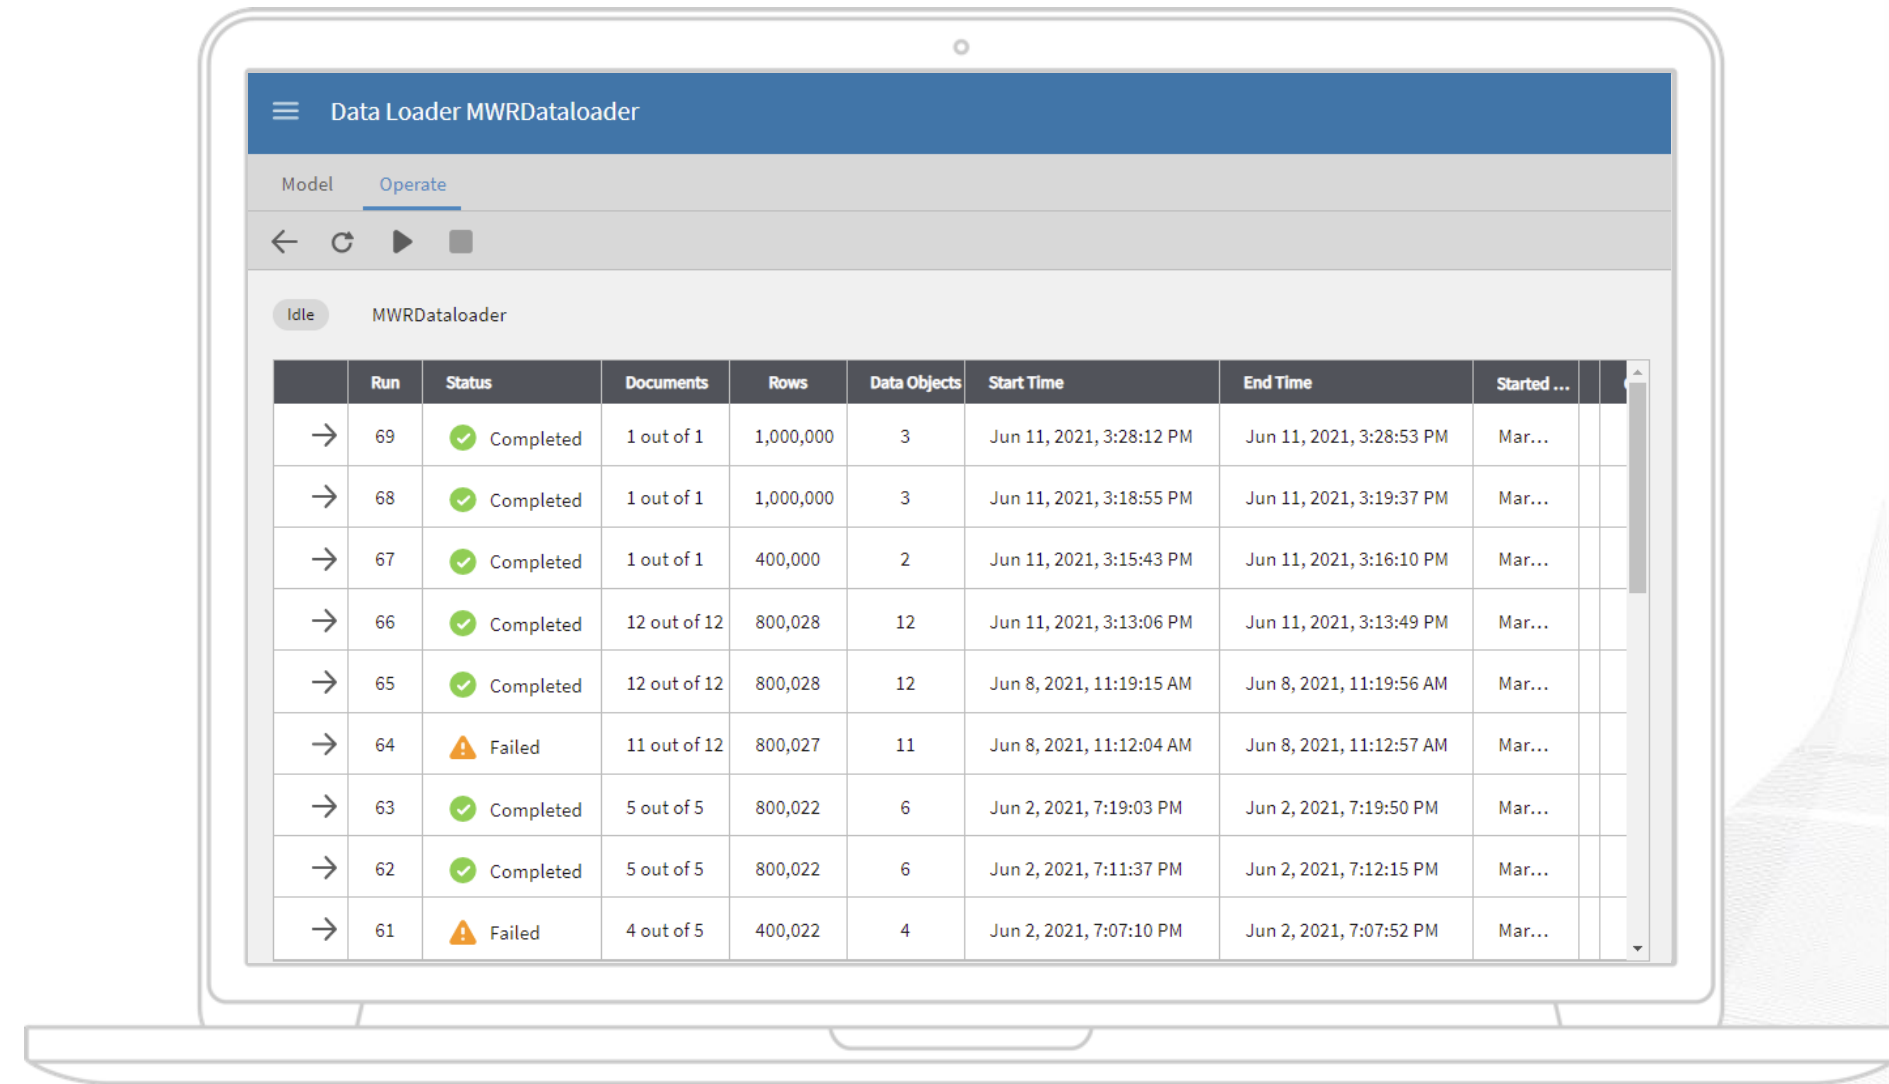 Data Loader MWRDataloader
Model Operate
Idle MWRDataloader
Run Status Documents Rows Data Objects Start Time End Time Started ...
69 Completed 1 out of 1 1,000,000 3 Jun 11, 2021, 3:28:12 PM Jun 11, 2021, 3:28:53 PM Mar...
68 Completed 1 out of 1 1,000,000 3 Jun 11, 2021, 3:18:55 PM Jun 11, 2021, 3:19:37 PM Mar...
67 Completed 1 out of 1 400,000 2 Jun 11, 2021, 3:15:43 PM Jun 11, 2021, 3:16:10 PM Mar...
66 Completed 12 out of 12 800,028 12 Jun 11, 2021, 3:13:06 PM Jun 11, 2021, 3:13:49 PM Mar...
65 Completed 12 out of 12 800,028 12 Jun 8, 2021, 11:19:15 AM Jun 8, 2021, 11:19:56 AM Mar...
64 Failed 11 out of 12 800,027 11 Jun 8, 2021, 11:12:04 AM Jun 8, 2021, 11:12:57 AM Mar...
63 Completed 5 out of 5 800,022 6 Jun 2, 2021, 7:19:03 PM Jun 2, 2021, 7:19:50 PM Mar...
62 Completed 5 out of 5 800,022 6 Jun 2, 2021, 7:11:37 PM Jun 2, 2021, 7:12:15 PM Mar...
61 Failed 4 out of 5 400,022 4 Jun 2, 2021, 7:07:10 PM Jun 2, 2021, 7:07:52 PM Mar...